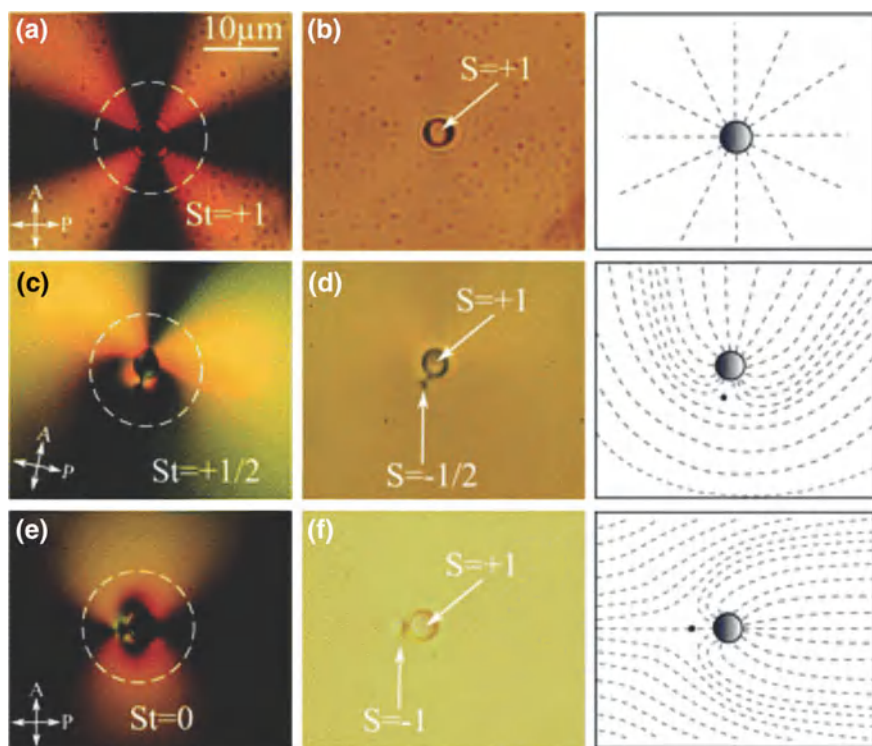 (a)
10µm
A
P
St=+1
(b)
S=+1
(c)
A
P
St=+1/2
(d)
S=+1
S=-1/2
(e)
A
P
St=0
(f)
S=+1
S=-1